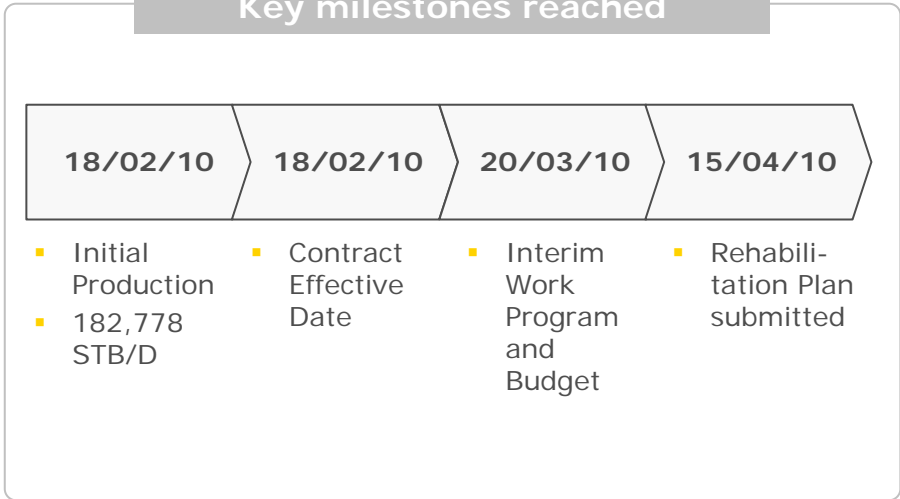 Key milestones reached
18/02/10
18/02/10
20/03/10
15/04/10
Initial
Production
182,778
STB/D
Contract
Effective
Date
Interim
Work
Program
and
Budget
Rehabili-
tation Plan
submitted